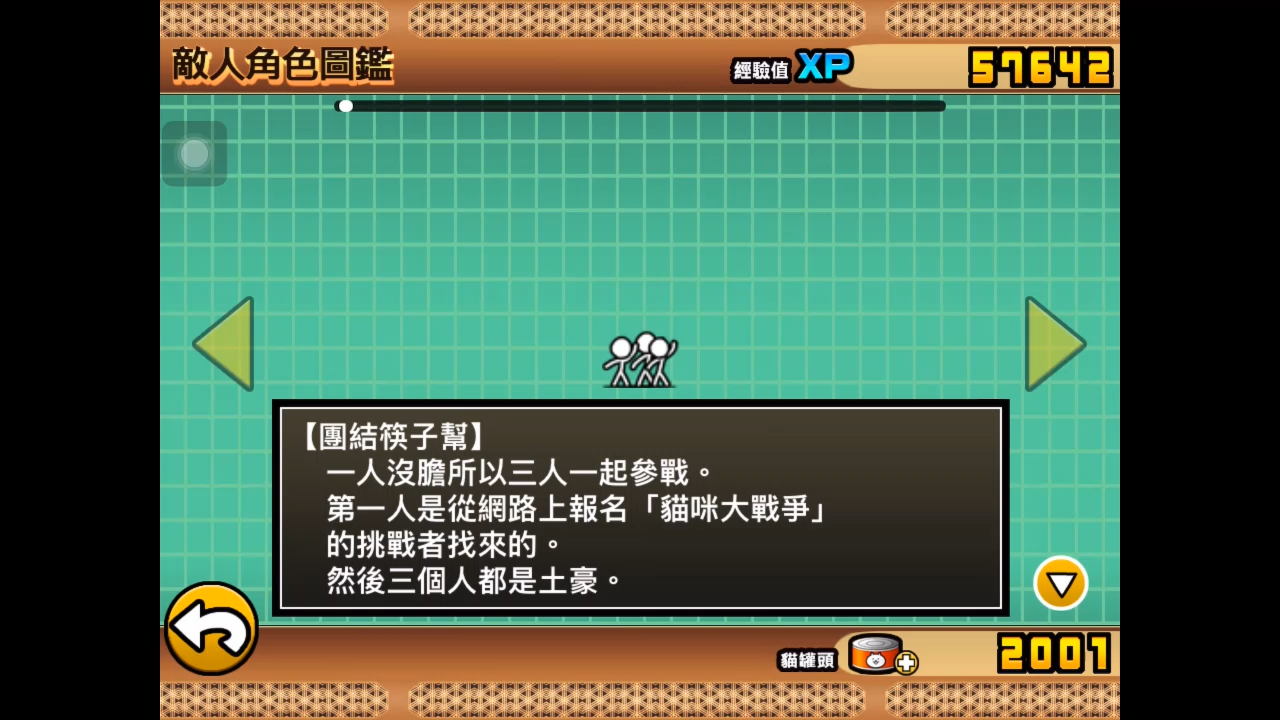 敵人角色圖鑑
經驗值 XP 57642
【團結筷子幫】
一人沒膽所以三人一起參戰。
第一人是從網路上報名「貓咪大戰爭」
的挑戰者找來的。
然後三個人都是土豪。
貓罐頭 2001